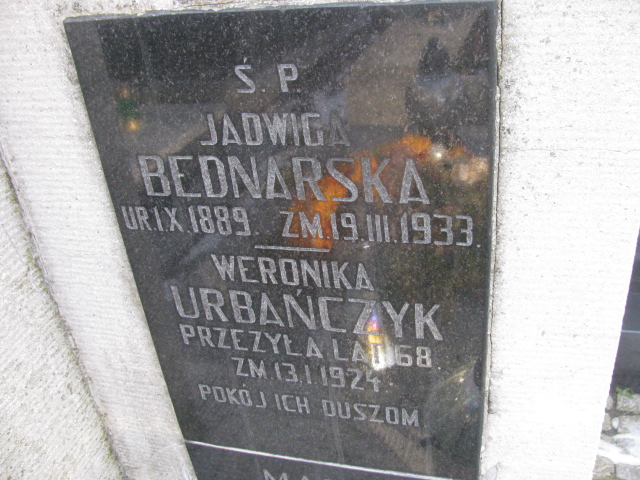 Ś. P.
JADWIGA
BEDNARSKA
UR.I.X.1889. ZM.19.III.1933.
WERONIKA
URBAŃCZYK
PRZEŻYŁA LAT 68
ZM.13.I.1924
POKÓJ ICH DUSZOM